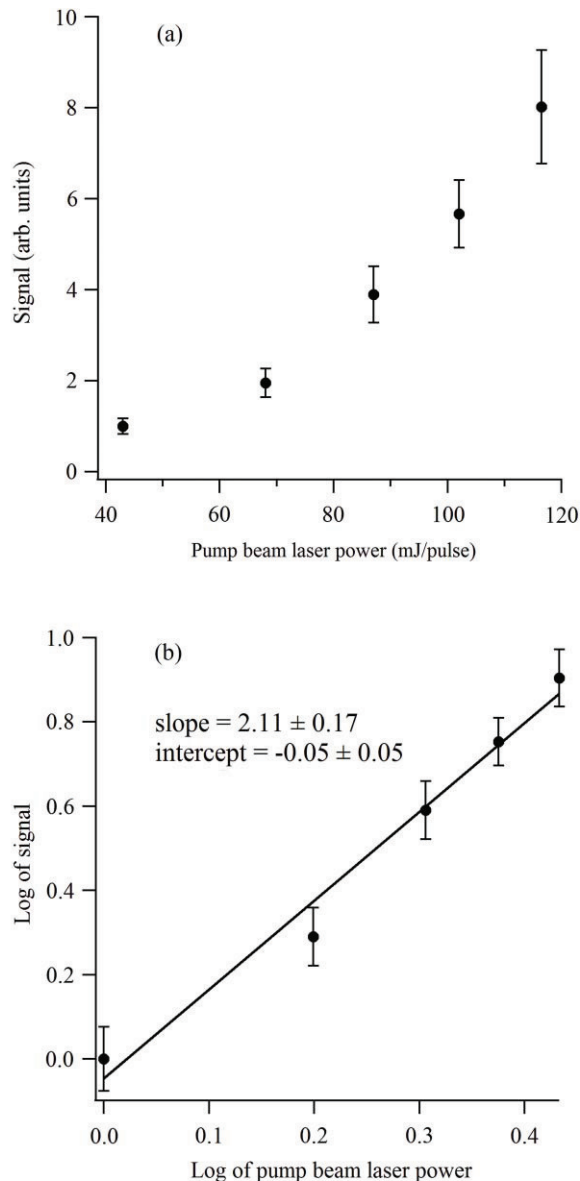 (a)
10
8
6
4
2
0
Signal (arb. units)
40 60 80 100 120
Pump beam laser power (mJ/pulse)
(b)
slope = 2.11 ± 0.17
intercept = -0.05 ± 0.05
1.0
0.8
0.6
0.4
0.2
0.0
Log of signal
0.0 0.1 0.2 0.3 0.4
Log of pump beam laser power